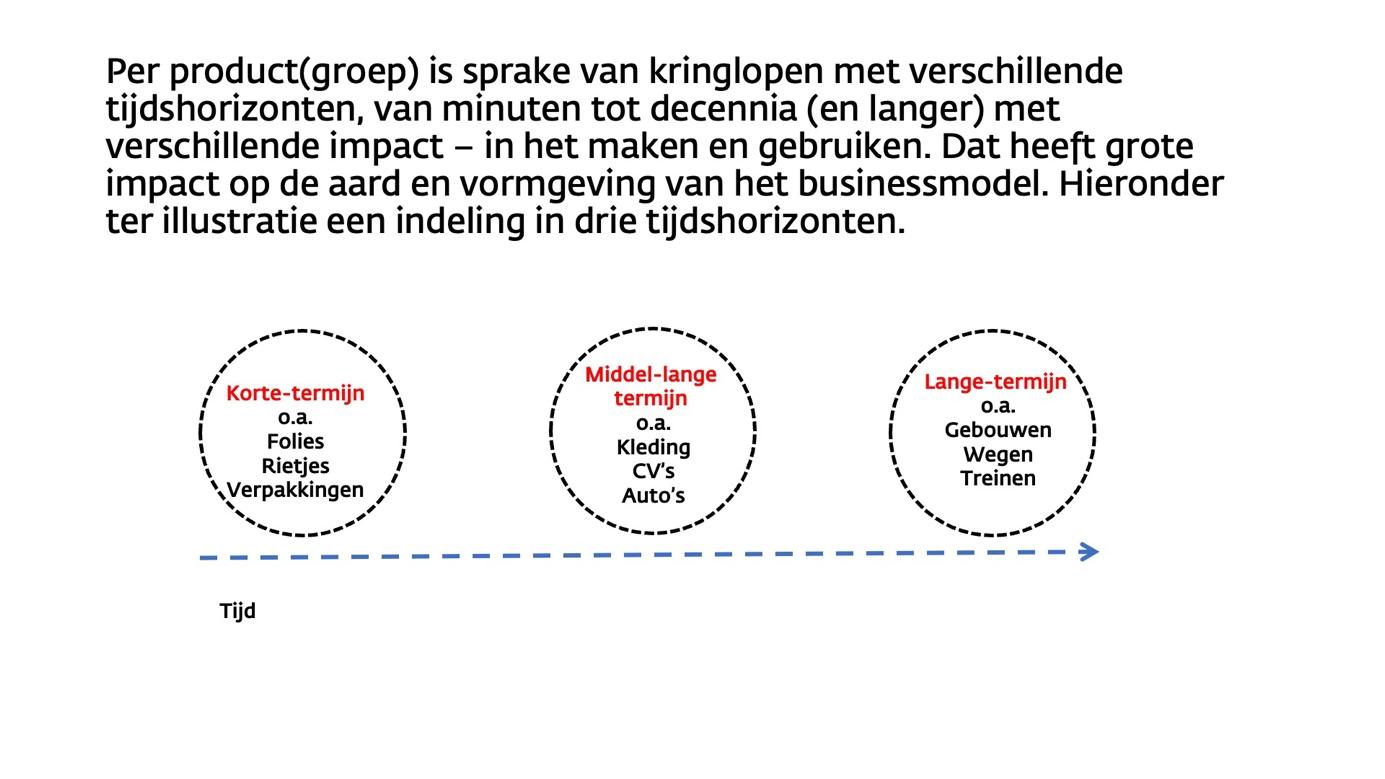 Per product(groep) is sprake van kringlopen met verschillende
tijdshorizonten, van minuten tot decennia (en langer) met
verschillende impact – in het maken en gebruiken. Dat heeft grote
impact op de aard en vormgeving van het businessmodel. Hieronder
ter illustratie een indeling in drie tijdshorizonten.
Korte-termijn
o.a.
Folies
Rietjes
Verpakkingen
Middel-lange
termijn
o.a.
Kleding
CV's
Auto's
Lange-termijn
o.a.
Gebouwen
Wegen
Treinen
Tijd